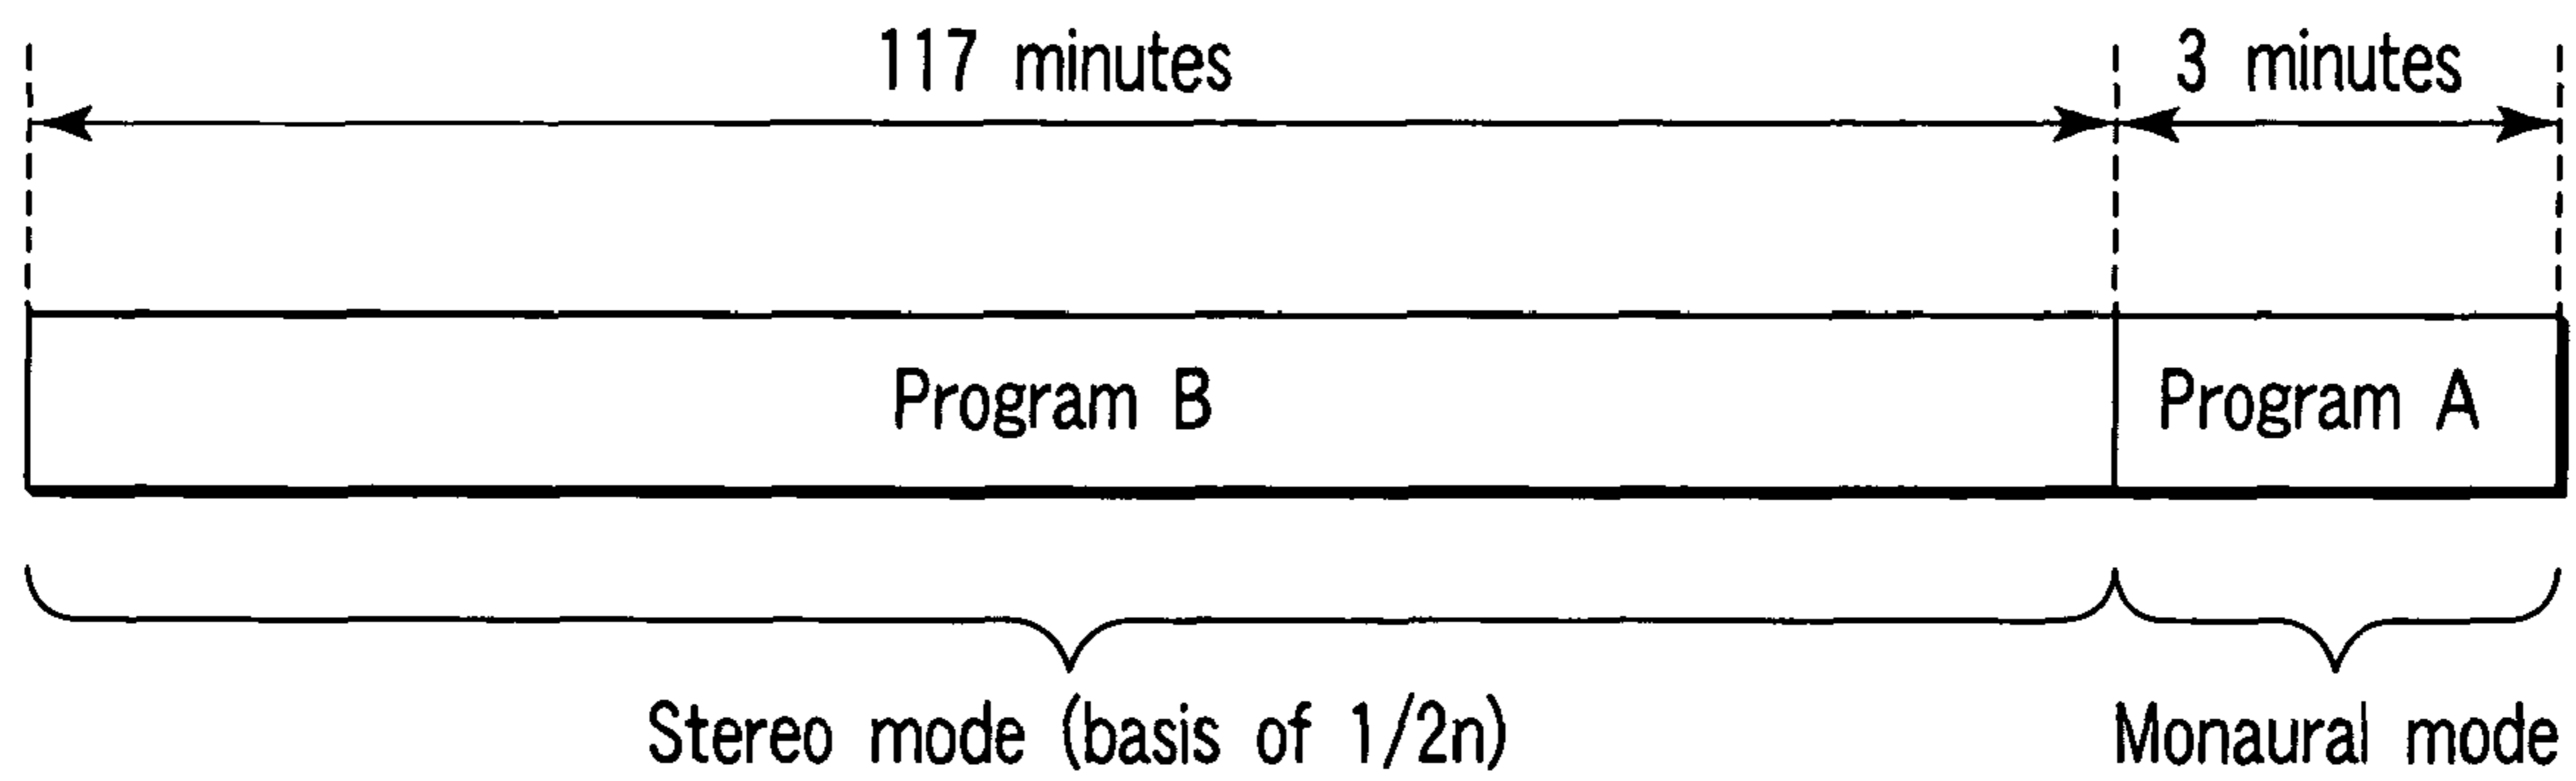 117 minutes 3 minutes
Program B Program A
Stereo mode (basis of 1/2n) Monaural mode